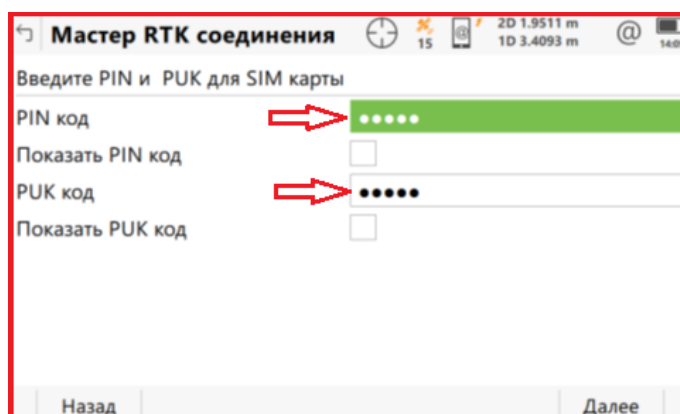 Мастер RTK соединения 15 @ 2D 1.9511 m @
1D 3.4093 m
Введите PIN и PUK для SIM карты
PIN код •••••
Показать PIN код
PUK код •••••
Показать PUK код
Назад Далее